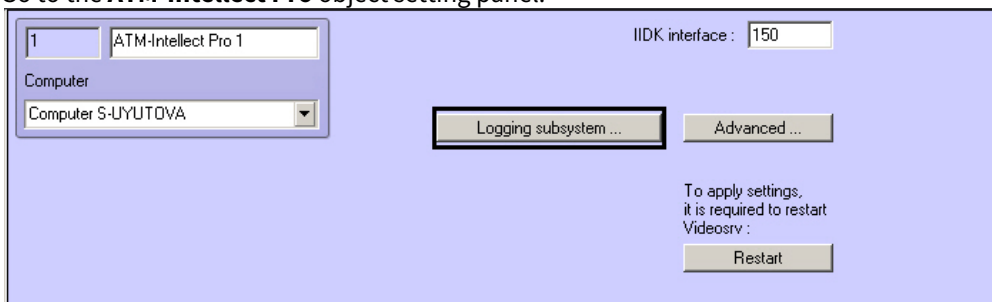 Go to the ATM-Intellect Pro object setting panel.
1 ATM-Intellect Pro 1
IIDK interface : 150
Computer
Computer S-UYUTOVA
Logging subsystem ...
Advanced ...
To apply settings,
it is required to restart
Videosrv :
Restart